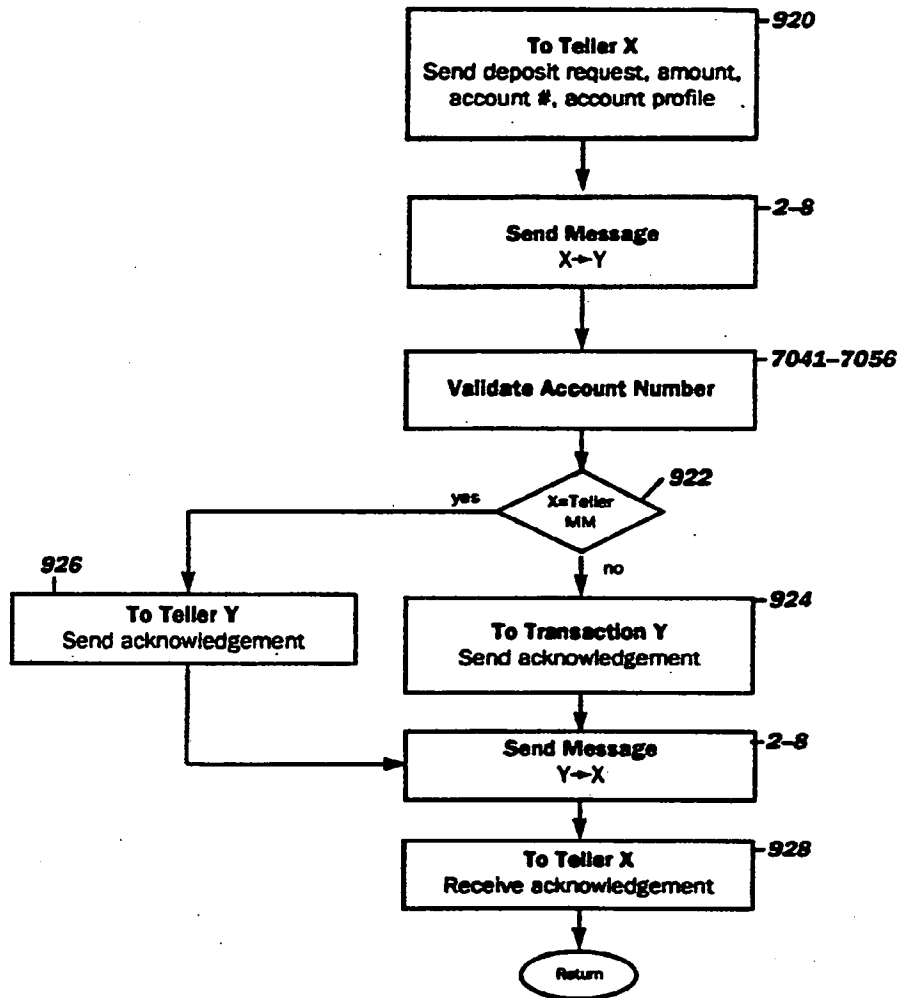 920
To Teller X
Send deposit request, amount,
account #, account profile
2–8
Send Message
X→Y
7041–7056
Validate Account Number
922
X=Teller
MM
yes
no
926
To Teller Y
Send acknowledgement
924
To Transaction Y
Send acknowledgement
2–8
Send Message
Y→X
928
To Teller X
Receive acknowledgement
Return